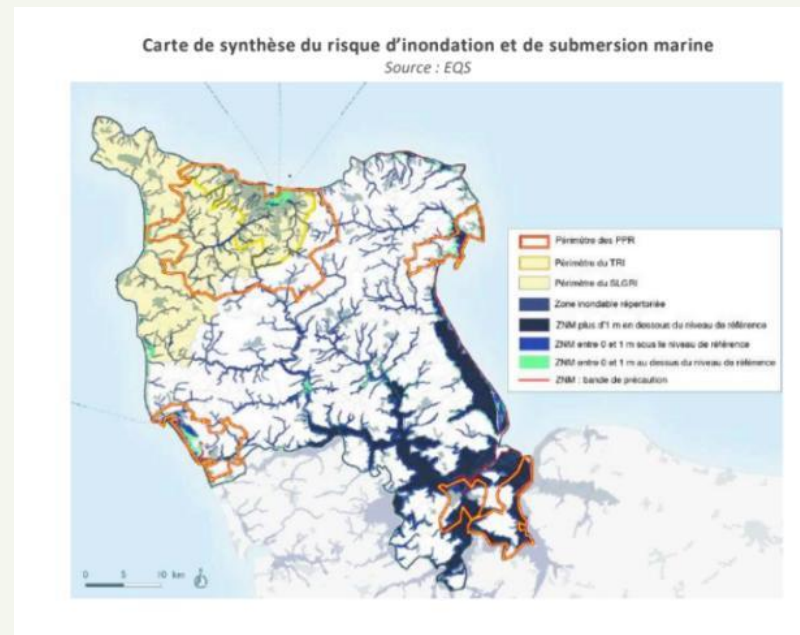 Carte de synthèse du risque d'inondation et de submersion marine
Source : EQS
Périmètre des PPR
Périmètre du TRI
Périmètre du SLGRI
Zone inondable répertoriée
ZNM plus d'1 m en dessous du niveau de référence
ZNM entre 0 et 1 m sous le niveau de référence
ZNM entre 0 et 1 m au dessus du niveau de référence
ZNM : bande de précaution
0 5 10 km